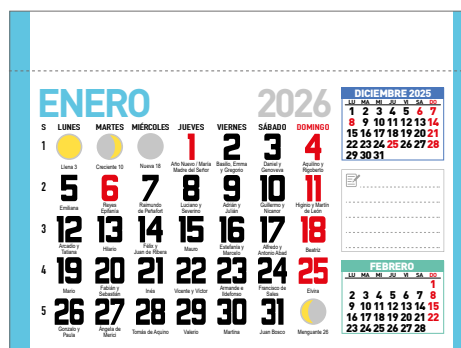 ENERO 2026
S LUNES MARTES MIÉRCOLES JUEVES VIERNES SÁBADO DOMINGO
1 1 2 3 4
Llena 3 Creciente 10 Nueva 18 Año Nuevo / María Madre del Señor Basilio, Emma y Gregorio Daniel y Genoveva Aquilino y Rigoberto
2 5 6 7 8 9 10 11
Emiliana Reyes Epifanía Raimundo de Peñafort Luciano y Severino Adrián y Julián Guillermo y Nicanor Higinio y Martín de León
3 12 13 14 15 16 17 18
Arcadio y Tatiana Hilario Félix y Juan de Ribera Mauro Estefanía y Marcelo Alfredo y Antonio Abad Beatriz
4 19 20 21 22 23 24 25
Mario Fabián y Sebastián Inés Vicente y Víctor Armando e Ildefonso Francisco de Sales Elvira
5 26 27 28 29 30 31
Gonzalo y Paula Ángela de Merici Tomás de Aquino Valerio Martina Juan Bosco Menguante 26
DICIEMBRE 2025
LU MA MI JU VI SA DO
1 2 3 4 5 6 7
8 9 10 11 12 13 14
15 16 17 18 19 20 21
22 23 24 25 26 27 28
29 30 31
FEBRERO
LU MA MI JU VI SA DO
1
2 3 4 5 6 7 8
9 10 11 12 13 14 15
16 17 18 19 20 21 22
23 24 25 26 27 28